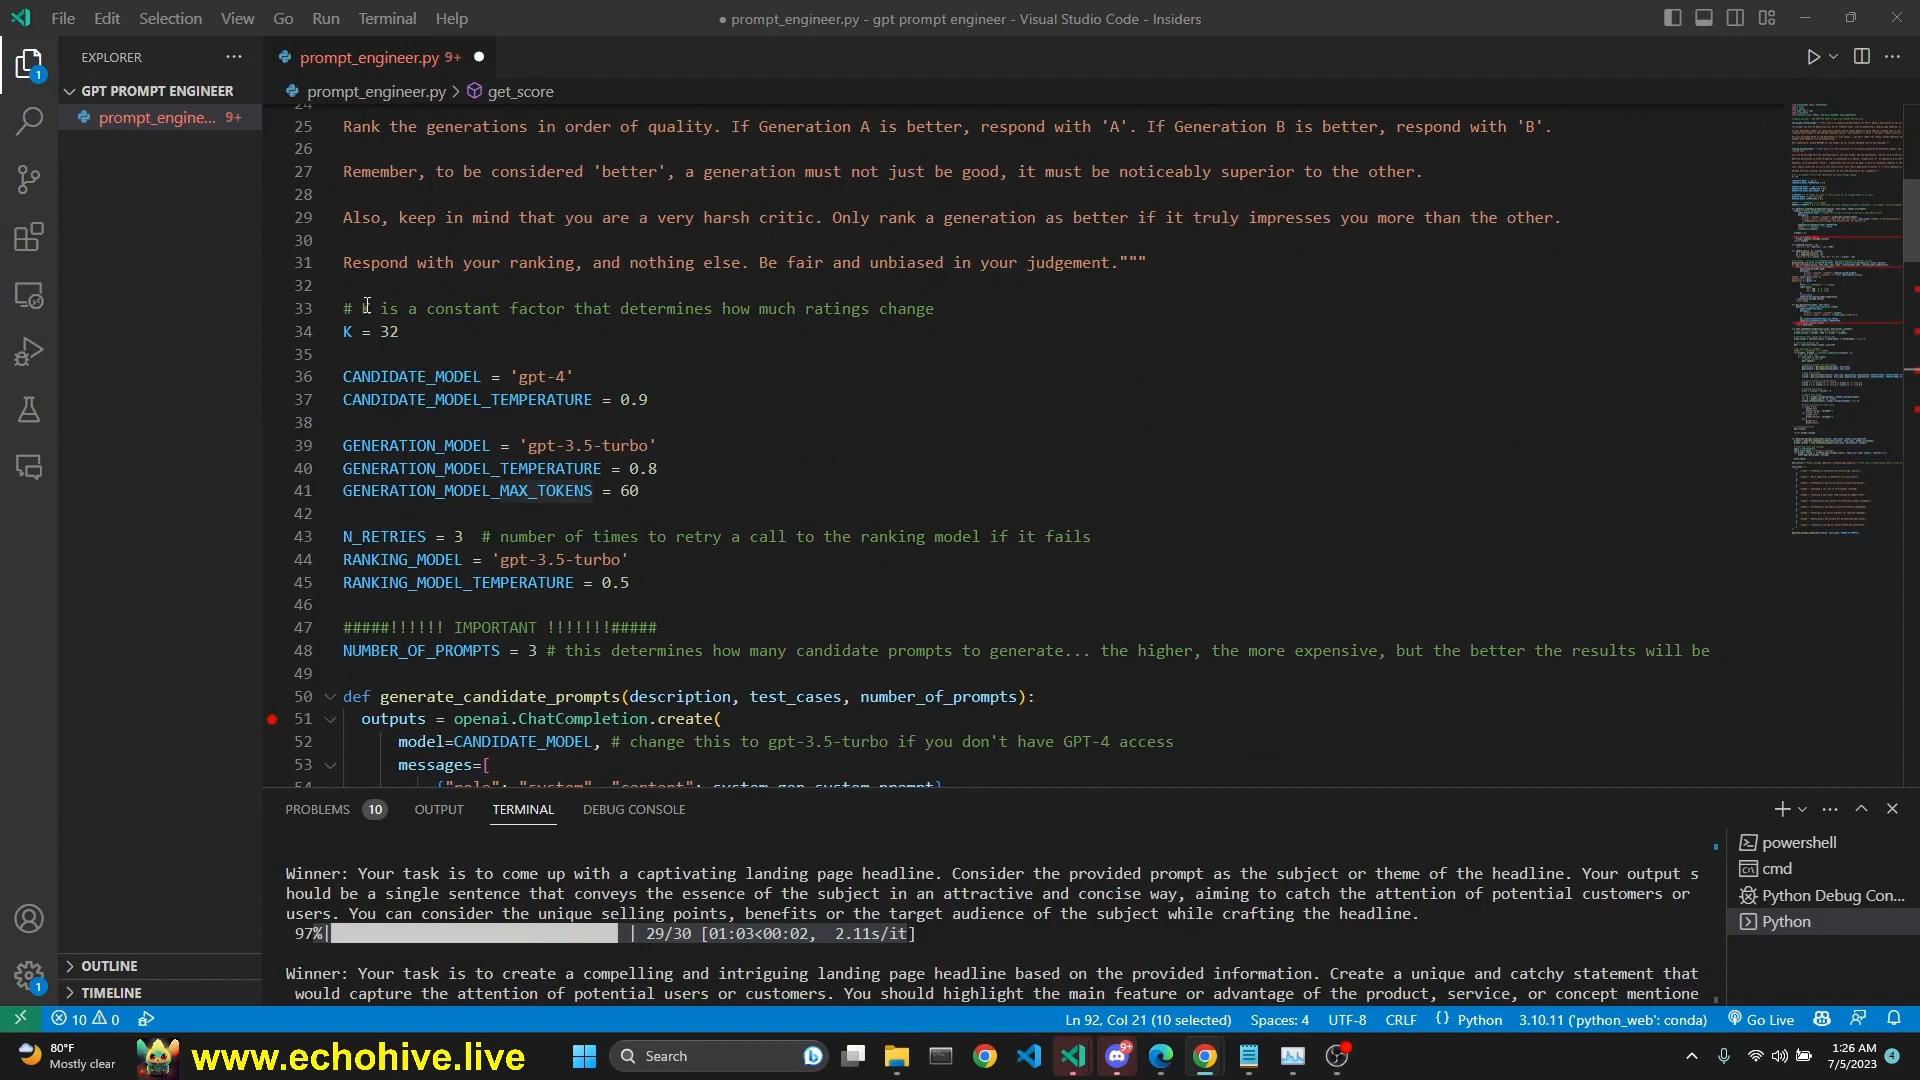 File Edit Selection View Go Run Terminal Help
● prompt_engineer.py - gpt prompt engineer - Visual Studio Code - Insiders
EXPLORER
prompt_engineer.py 9+
GPT PROMPT ENGINEER
prompt_engineer.py > get_score
prompt_engine... 9+
24
25 Rank the generations in order of quality. If Generation A is better, respond with 'A'. If Generation B is better, respond with 'B'.
26
27 Remember, to be considered 'better', a generation must not just be good, it must be noticeably superior to the other.
28
29 Also, keep in mind that you are a very harsh critic. Only rank a generation as better if it truly impresses you more than the other.
30
31 Respond with your ranking, and nothing else. Be fair and unbiased in your judgement."""
32
33 # K is a constant factor that determines how much ratings change
34 K = 32
35
36 CANDIDATE_MODEL = 'gpt-4'
37 CANDIDATE_MODEL_TEMPERATURE = 0.9
38
39 GENERATION_MODEL = 'gpt-3.5-turbo'
40 GENERATION_MODEL_TEMPERATURE = 0.8
41 GENERATION_MODEL_MAX_TOKENS = 60
42
43 N_RETRIES = 3 # number of times to retry a call to the ranking model if it fails
44 RANKING_MODEL = 'gpt-3.5-turbo'
45 RANKING_MODEL_TEMPERATURE = 0.5
46
47 #####!!!!!! IMPORTANT !!!!!!!#####
48 NUMBER_OF_PROMPTS = 3 # this determines how many candidate prompts to generate... the higher, the more expensive, but the better the results will be
49
50 def generate_candidate_prompts(description, test_cases, number_of_prompts):
51 outputs = openai.ChatCompletion.create(
52 model=CANDIDATE_MODEL, # change this to gpt-3.5-turbo if you don't have GPT-4 access
53 messages=[
54 {"role": "system", "content": system_gen_system_prompt},
PROBLEMS 10 OUTPUT TERMINAL DEBUG CONSOLE
Winner: Your task is to come up with a captivating landing page headline. Consider the provided prompt as the subject or theme of the headline. Your output s
hould be a single sentence that conveys the essence of the subject in an attractive and concise way, aiming to catch the attention of potential customers or
users. You can consider the unique selling points, benefits or the target audience of the subject while crafting the headline.
97%| | 29/30 [01:03<00:02, 2.11s/it]
Winner: Your task is to create a compelling and intriguing landing page headline based on the provided information. Create a unique and catchy statement that
would capture the attention of potential users or customers. You should highlight the main feature or advantage of the product, service, or concept mentione
powershell
cmd
Python Debug Con...
Python
OUTLINE
TIMELINE
1
1
10 0 Ln 92, Col 21 (10 selected) Spaces: 4 UTF-8 CRLF {} Python 3.10.11 ('python_web': conda) Go Live
80°F
Mostly clear
www.echohive.live
Search
9+
1:26 AM
7/5/2023
4